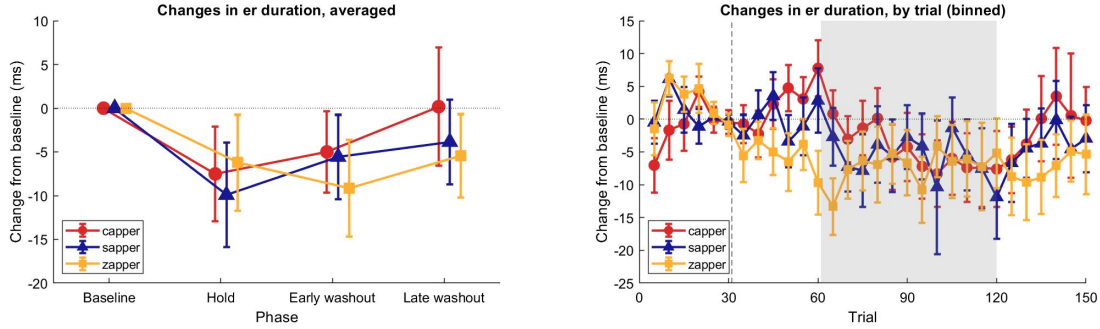 Changes in er duration, averaged
10
5
0
-5
-10
-15
-20
Change from baseline (ms)
capper
sapper
zapper
Baseline Hold Early washout Late washout
Phase
Changes in er duration, by trial (binned)
15
10
5
0
-5
-10
-15
-20
-25
Change from baseline (ms)
capper
sapper
zapper
0 30 60 90 120 150
Trial